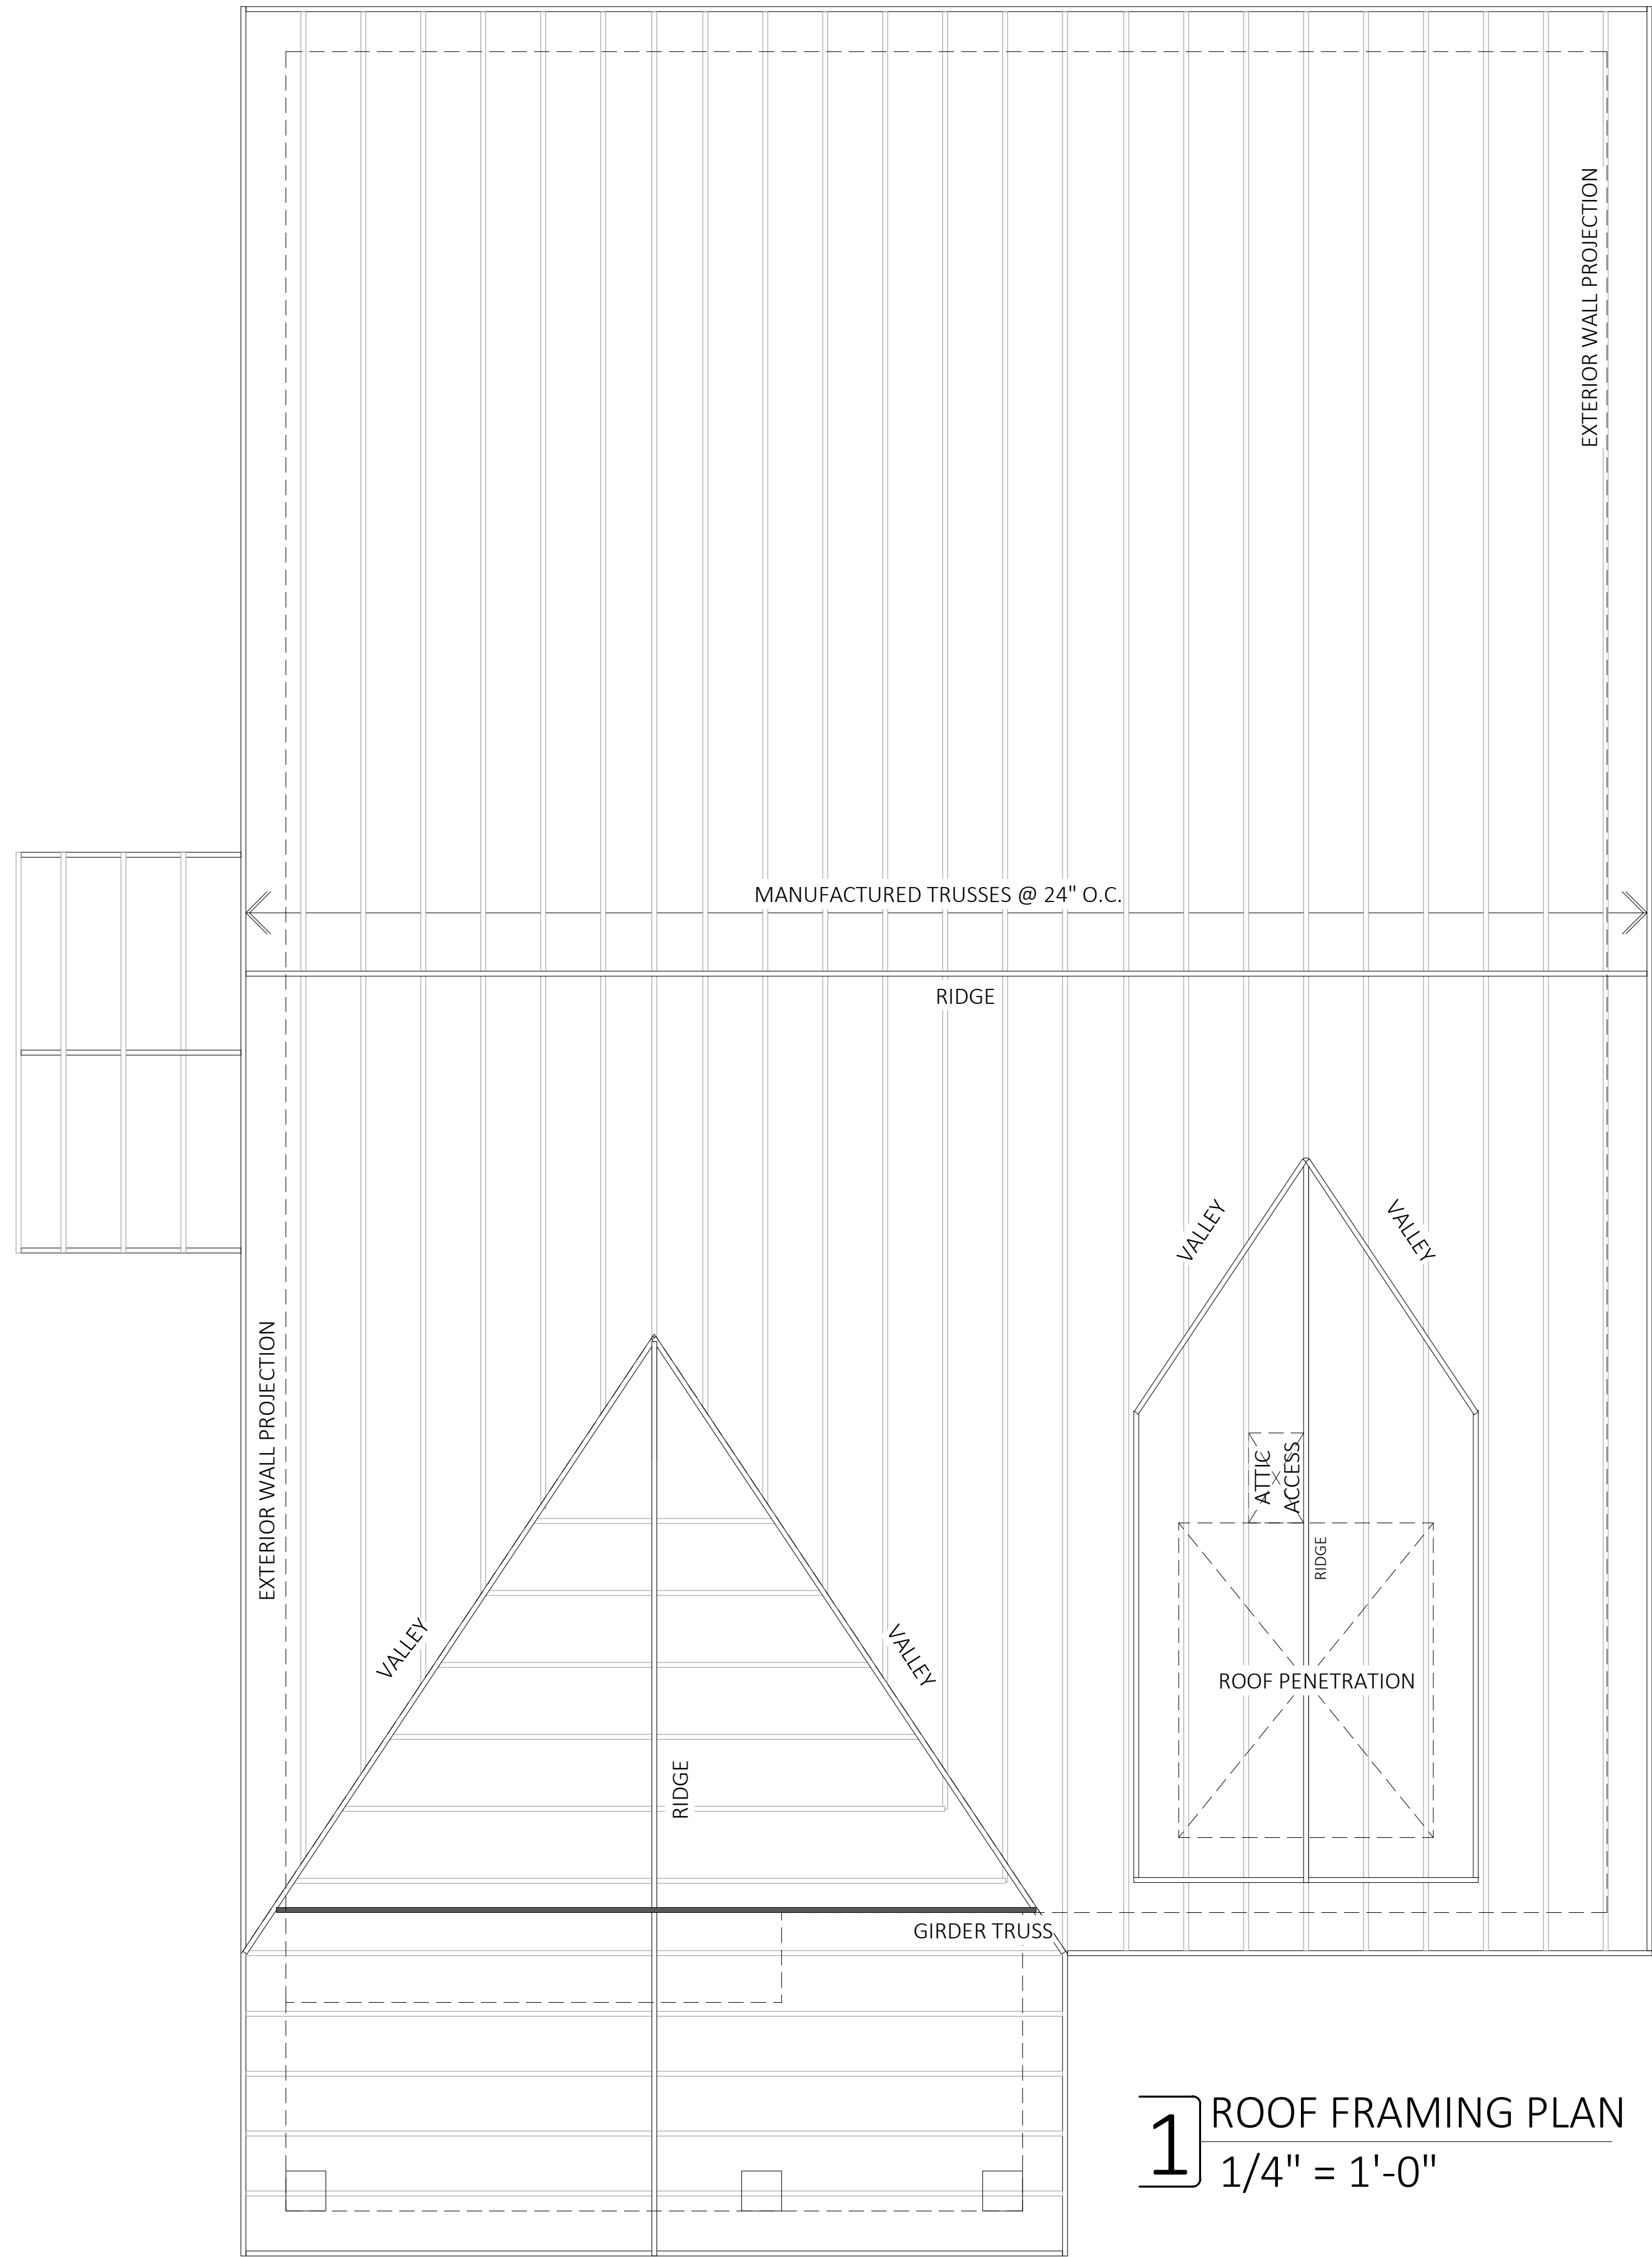 EXTERIOR WALL PROJECTION
MANUFACTURED TRUSSES @ 24" O.C.
RIDGE
VALLEY
VALLEY
EXTERIOR WALL PROJECTION
ATTIC
ACCESS
RIDGE
VALLEY
VALLEY
ROOF PENETRATION
RIDGE
GIRDER TRUSS
1
ROOF FRAMING PLAN
1/4" = 1'-0"